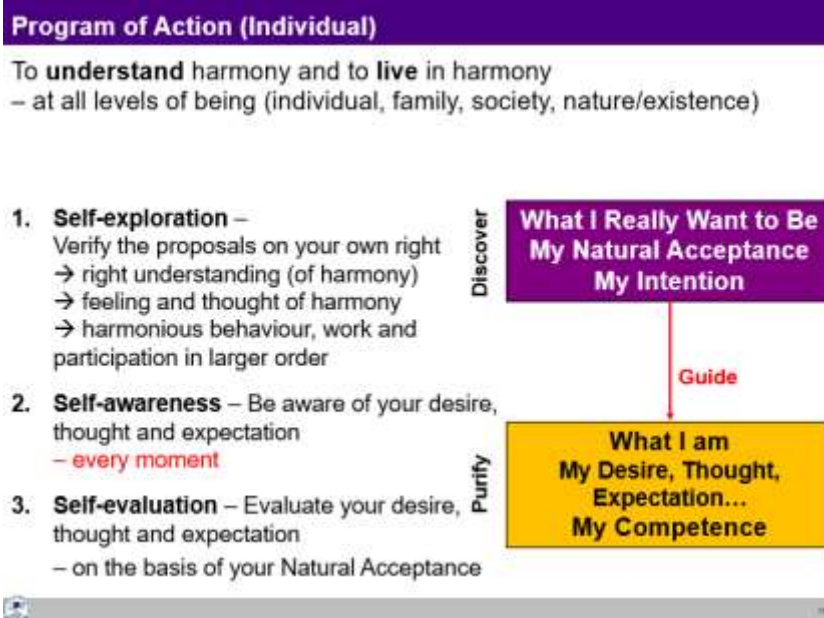 Program of Action (Individual)
To understand harmony and to live in harmony
– at all levels of being (individual, family, society, nature/existence)
1. Self-exploration –
Verify the proposals on your own right
→ right understanding (of harmony)
→ feeling and thought of harmony
→ harmonious behaviour, work and
participation in larger order
2. Self-awareness – Be aware of your desire,
thought and expectation
– every moment
3. Self-evaluation – Evaluate your desire,
thought and expectation
– on the basis of your Natural Acceptance
Discover
What I Really Want to Be
My Natural Acceptance
My Intention
Guide
Purify
What I am
My Desire, Thought,
Expectation...
My Competence